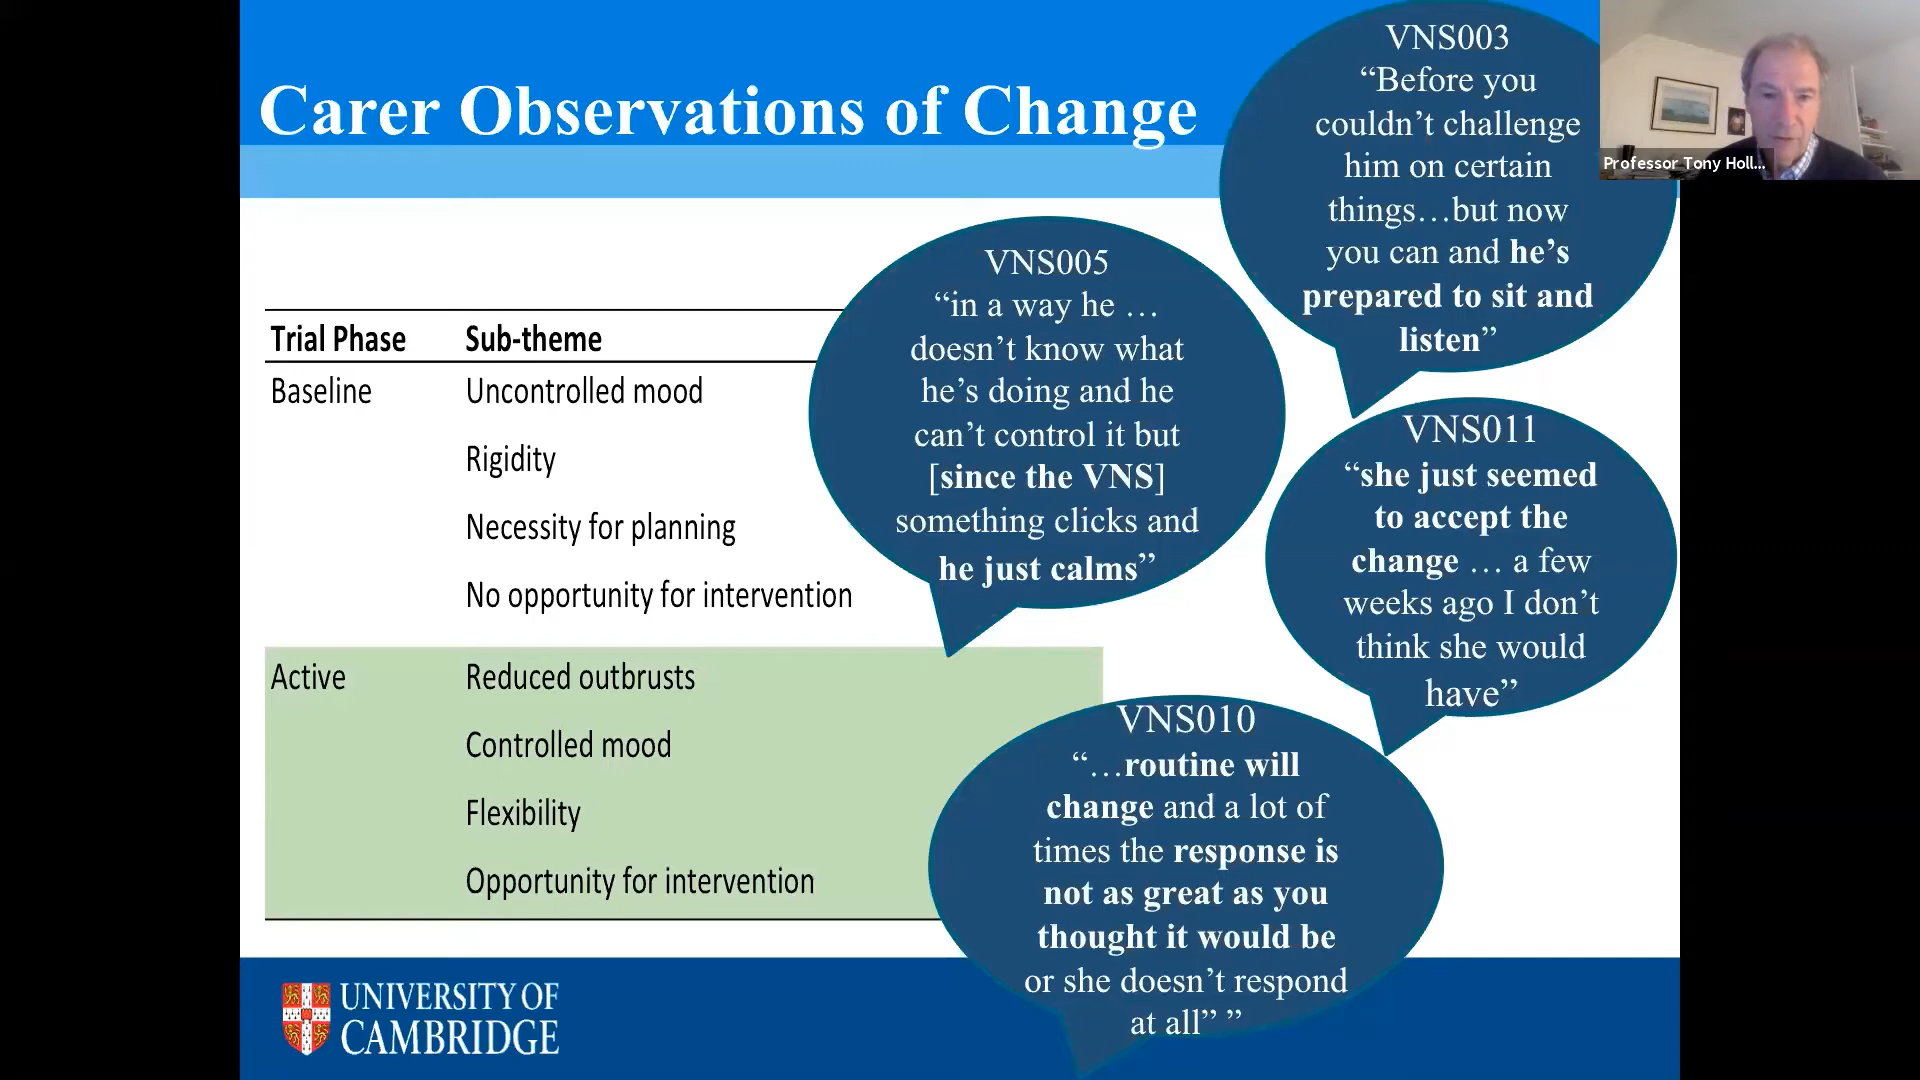 Carer Observations of Change
Trial Phase Sub-theme
Baseline Uncontrolled mood
Rigidity
Necessity for planning
No opportunity for intervention
Active Reduced outbrusts
Controlled mood
Flexibility
Opportunity for intervention
VNS005
“in a way he …
doesn’t know what
he’s doing and he
can’t control it but
[since the VNS]
something clicks and
he just calms”
VNS003
“Before you
couldn’t challenge
him on certain
things…but now
you can and he’s
prepared to sit and
listen”
VNS011
“she just seemed
to accept the
change … a few
weeks ago I don’t
think she would
have”
VNS010
“…routine will
change and a lot of
times the response is
not as great as you
thought it would be
or she doesn’t respond
at all” ”
UNIVERSITY OF
CAMBRIDGE
Professor Tony Holl...